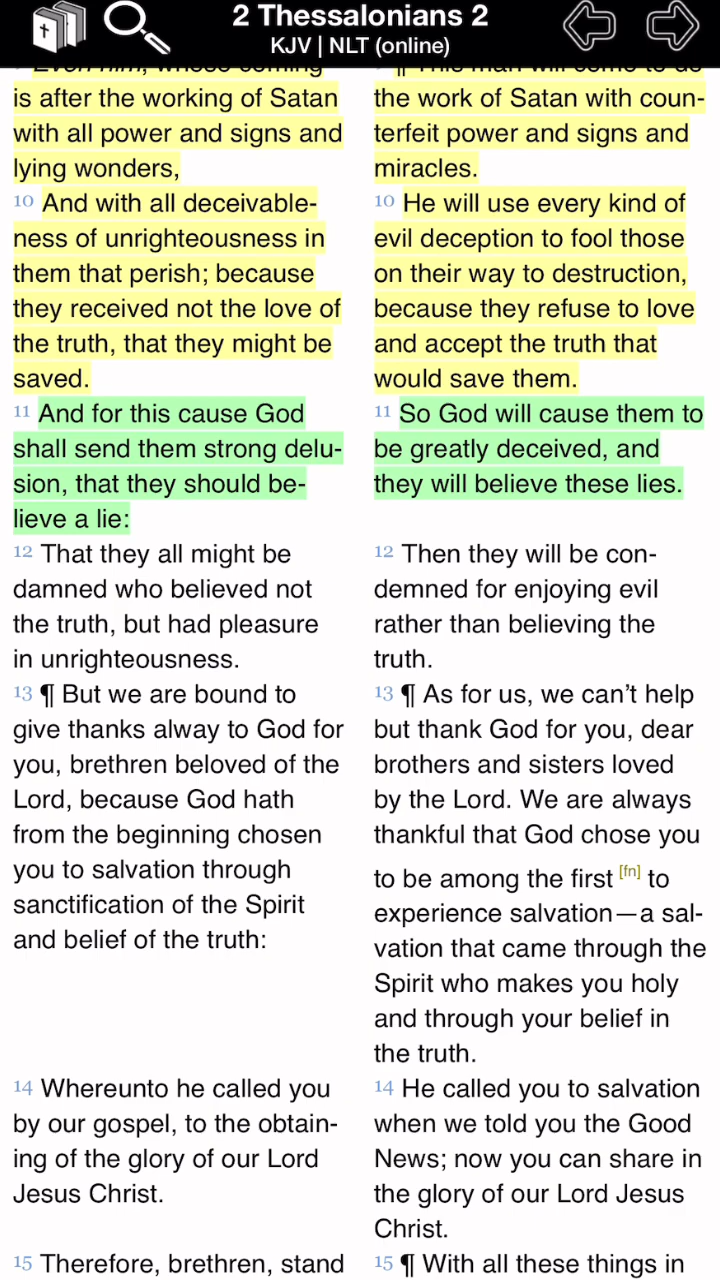 2 Thessalonians 2
KJV | NLT (online)
Even him, whose coming
is after the working of Satan
with all power and signs and
lying wonders,
10 And with all deceivable-
ness of unrighteousness in
them that perish; because
they received not the love of
the truth, that they might be
saved.
11 And for this cause God
shall send them strong delu-
sion, that they should be-
lieve a lie:
12 That they all might be
damned who believed not
the truth, but had pleasure
in unrighteousness.
13 ¶ But we are bound to
give thanks alway to God for
you, brethren beloved of the
Lord, because God hath
from the beginning chosen
you to salvation through
sanctification of the Spirit
and belief of the truth:
14 Whereunto he called you
by our gospel, to the obtain-
ing of the glory of our Lord
Jesus Christ.
15 Therefore, brethren, stand
¶ This man will come to do
the work of Satan with coun-
terfeit power and signs and
miracles.
10 He will use every kind of
evil deception to fool those
on their way to destruction,
because they refuse to love
and accept the truth that
would save them.
11 So God will cause them to
be greatly deceived, and
they will believe these lies.
12 Then they will be con-
demned for enjoying evil
rather than believing the
truth.
13 ¶ As for us, we can’t help
but thank God for you, dear
brothers and sisters loved
by the Lord. We are always
thankful that God chose you
to be among the first [fn] to
experience salvation—a sal-
vation that came through the
Spirit who makes you holy
and through your belief in
the truth.
14 He called you to salvation
when we told you the Good
News; now you can share in
the glory of our Lord Jesus
Christ.
15 ¶ With all these things in